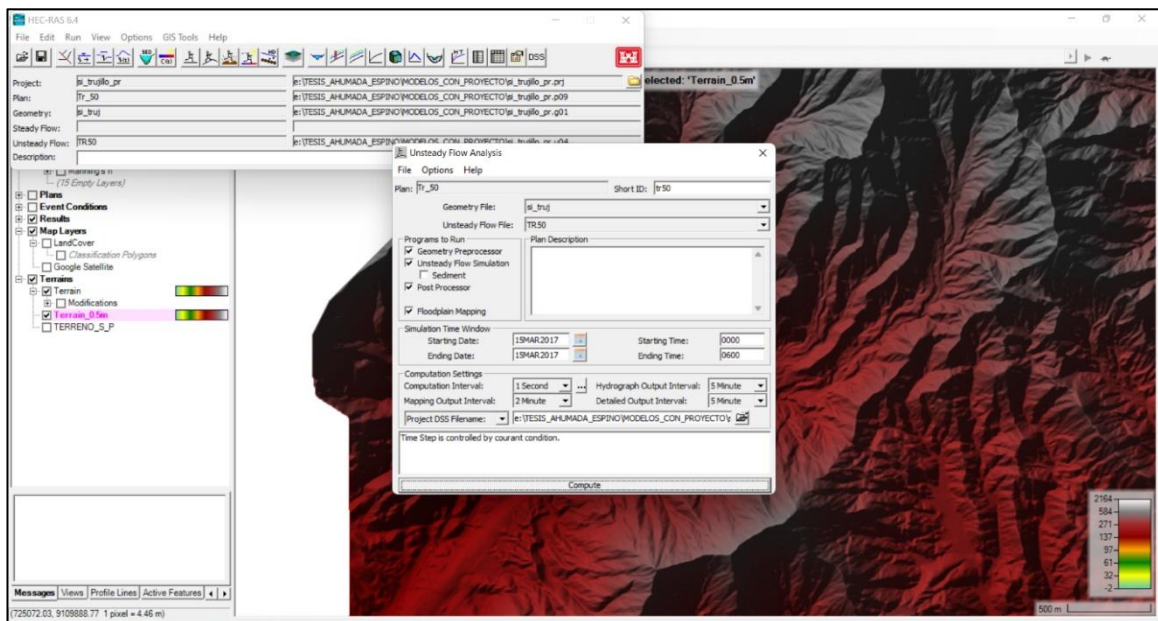 HEC-RAS 6.4
File Edit Run View Options GIS Tools Help
DSS
Project: si_trujillo_pr e:\TESIS_AHUMADA_ESPINO\MODELOS_CON_PROYECTO\si_trujillo_pr.prj
Plan: Tr_50 e:\TESIS_AHUMADA_ESPINO\MODELOS_CON_PROYECTO\si_trujillo_pr.p09
Geometry: si_truj e:\TESIS_AHUMADA_ESPINO\MODELOS_CON_PROYECTO\si_trujillo_pr.g01
Steady Flow:
Unsteady Flow: TR50 e:\TESIS_AHUMADA_ESPINO\MODELOS_CON_PROYECTO\si_trujillo_pr.u04
Description:
elected: 'Terrain_0.5m'
Manning's n
(15 Empty Layers)
Plans
Event Conditions
Results
Map Layers
LandCover
Classification Polygons
Google Satellite
Terrains
Terrain
Modifications
Terrain_0.5m
TERRENO_S_P
Unsteady Flow Analysis
File Options Help
Plan: Tr_50 Short ID: tr50
Geometry File: si_truj
Unsteady Flow File: TR50
Programs to Run
Geometry Preprocessor
Unsteady Flow Simulation
Sediment
Post Processor
Floodplain Mapping
Plan Description
Simulation Time Window
Starting Date: 15MAR2017 Starting Time: 0000
Ending Date: 15MAR2017 Ending Time: 0600
Computation Settings
Computation Interval: 1 Second ... Hydrograph Output Interval: 5 Minute
Mapping Output Interval: 2 Minute Detailed Output Interval: 5 Minute
Project DSS Filename: e:\TESIS_AHUMADA_ESPINO\MODELOS_CON_PROYECTO\s
Time Step is controlled by courant condition.
Compute
2164
584
271
137
97
61
32
-2
500 m
Messages Views Profile Lines Active Features
(725072.03, 9109888.77 1 pixel = 4.46 m)